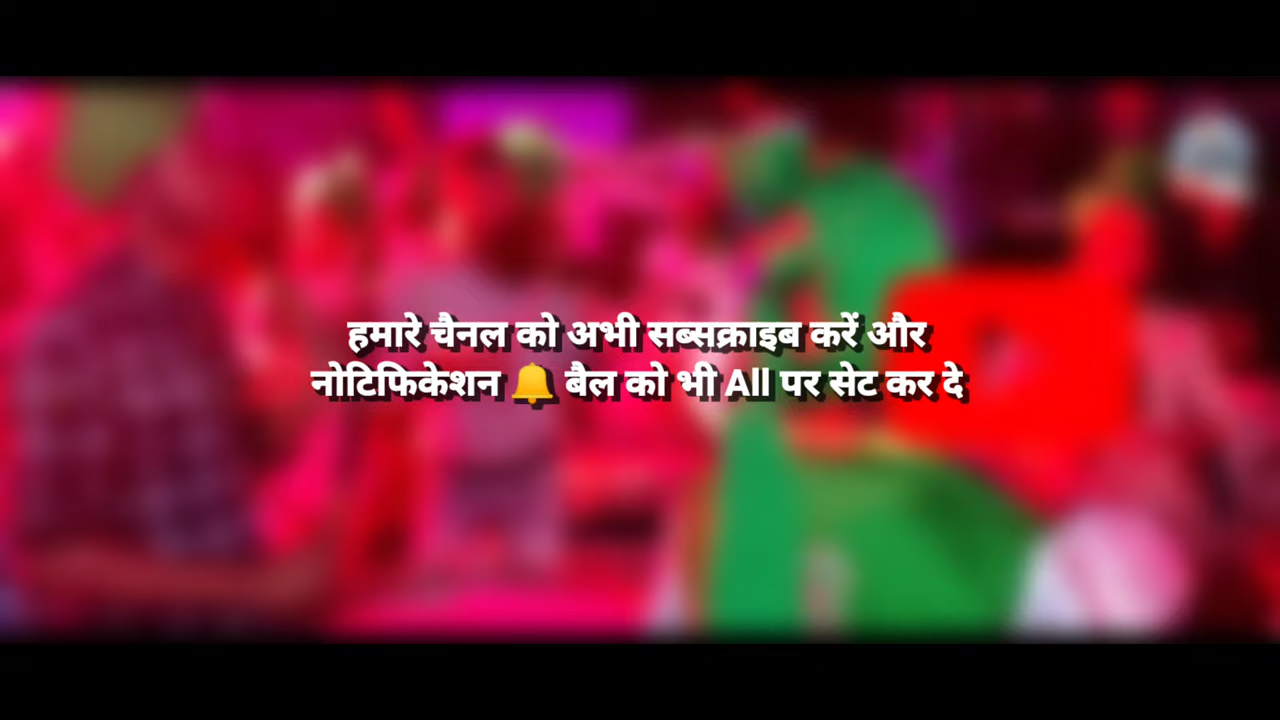 हमारे चैनल को अभी सब्सक्राइब करें और
नोटिफिकेशन 🔔 बैल को भी All पर सेट कर दे